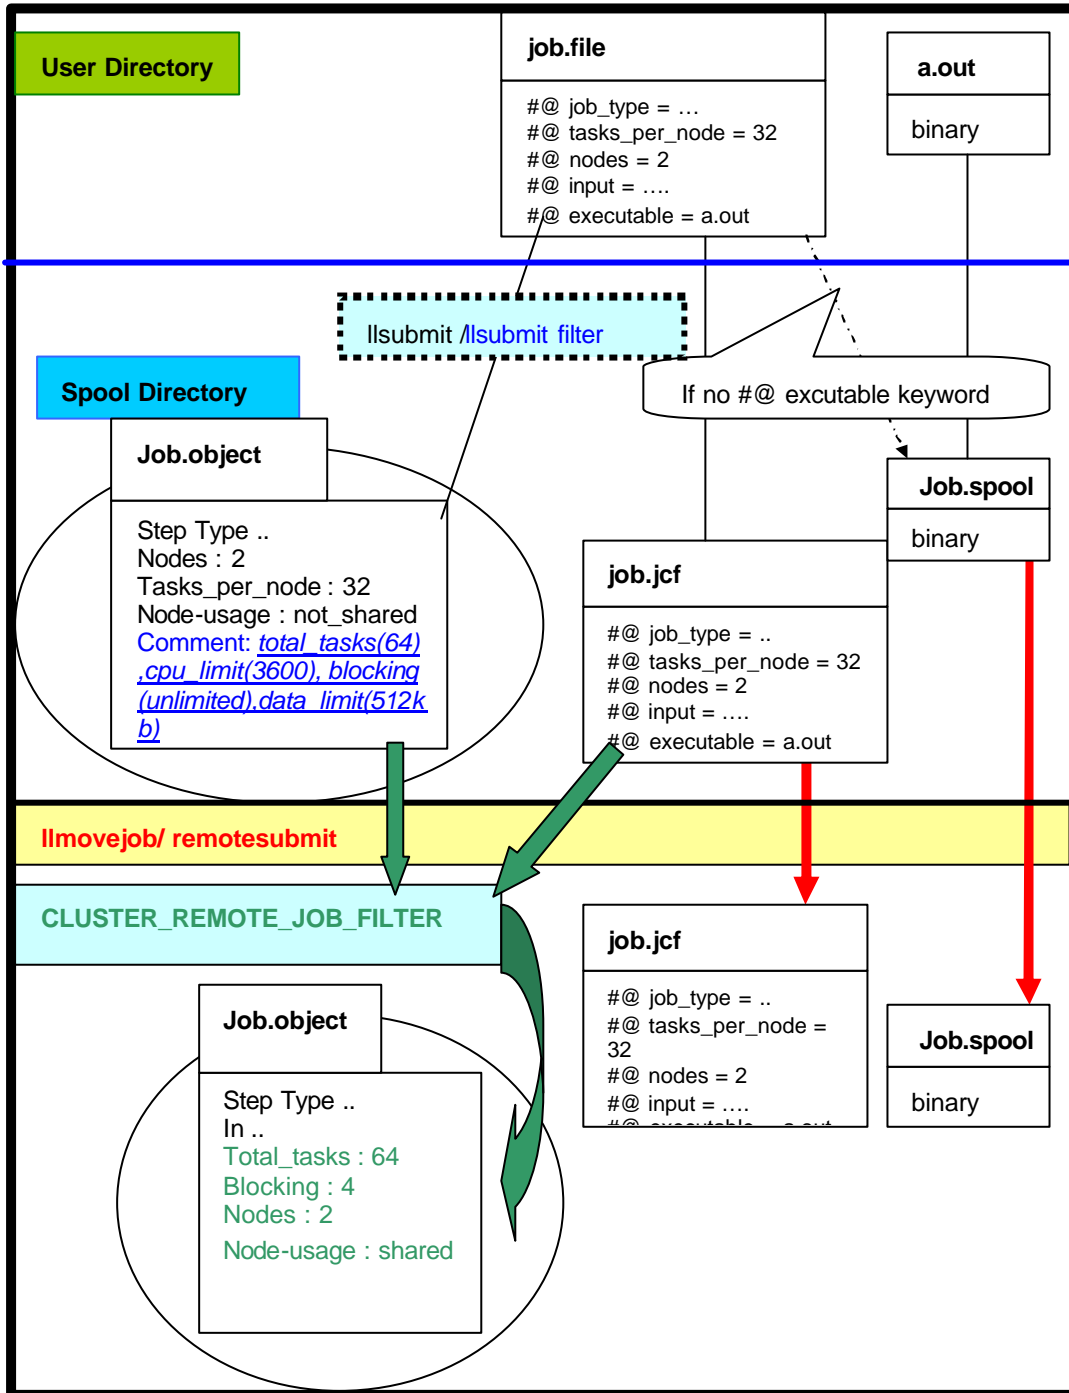 User Directory
job.file
#@ job_type = …
#@ tasks_per_node = 32
#@ nodes = 2
#@ input = ….
#@ executable = a.out
a.out
binary
llsubmit /llsubmit filter
If no #@ excutable keyword
Spool Directory
Job.object
Step Type ..
Nodes : 2
Tasks_per_node : 32
Node-usage : not_shared
Comment: total_tasks(64)
,cpu_limit(3600), blocking
(unlimited),data_limit(512k
b)
Job.spool
binary
job.jcf
#@ job_type = ..
#@ tasks_per_node = 32
#@ nodes = 2
#@ input = ….
#@ executable = a.out
llmovejob/ remotesubmit
CLUSTER_REMOTE_JOB_FILTER
Job.object
Step Type ..
In ..
Total_tasks : 64
Blocking : 4
Nodes : 2
Node-usage : shared
job.jcf
#@ job_type = ..
#@ tasks_per_node =
32
#@ nodes = 2
#@ input = ….
#@ executable = a.out
Job.spool
binary